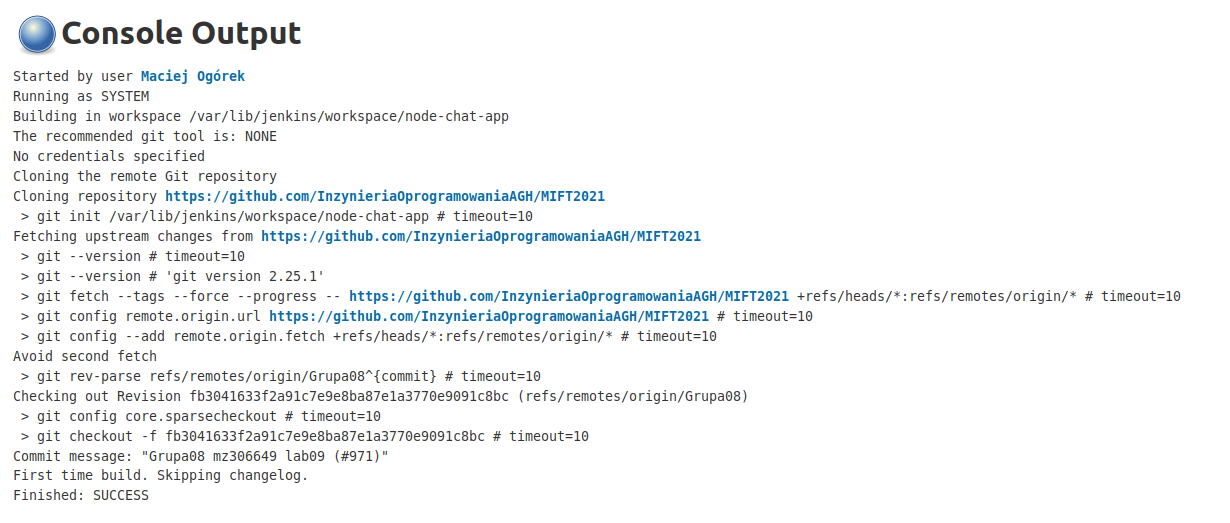 Console Output
Started by user Maciej Ogórek
Running as SYSTEM
Building in workspace /var/lib/jenkins/workspace/node-chat-app
The recommended git tool is: NONE
No credentials specified
Cloning the remote Git repository
Cloning repository https://github.com/InzynieriaOprogramowaniaAGH/MIFT2021
 > git init /var/lib/jenkins/workspace/node-chat-app # timeout=10
Fetching upstream changes from https://github.com/InzynieriaOprogramowaniaAGH/MIFT2021
 > git --version # timeout=10
 > git --version # 'git version 2.25.1'
 > git fetch --tags --force --progress -- https://github.com/InzynieriaOprogramowaniaAGH/MIFT2021 +refs/heads/*:refs/remotes/origin/* # timeout=10
 > git config remote.origin.url https://github.com/InzynieriaOprogramowaniaAGH/MIFT2021 # timeout=10
 > git config --add remote.origin.fetch +refs/heads/*:refs/remotes/origin/* # timeout=10
Avoid second fetch
 > git rev-parse refs/remotes/origin/Grupa08^{commit} # timeout=10
Checking out Revision fb3041633f2a91c7e9e8ba87e1a3770e9091c8bc (refs/remotes/origin/Grupa08)
 > git config core.sparsecheckout # timeout=10
 > git checkout -f fb3041633f2a91c7e9e8ba87e1a3770e9091c8bc # timeout=10
Commit message: "Grupa08 mz306649 lab09 (#971)"
First time build. Skipping changelog.
Finished: SUCCESS